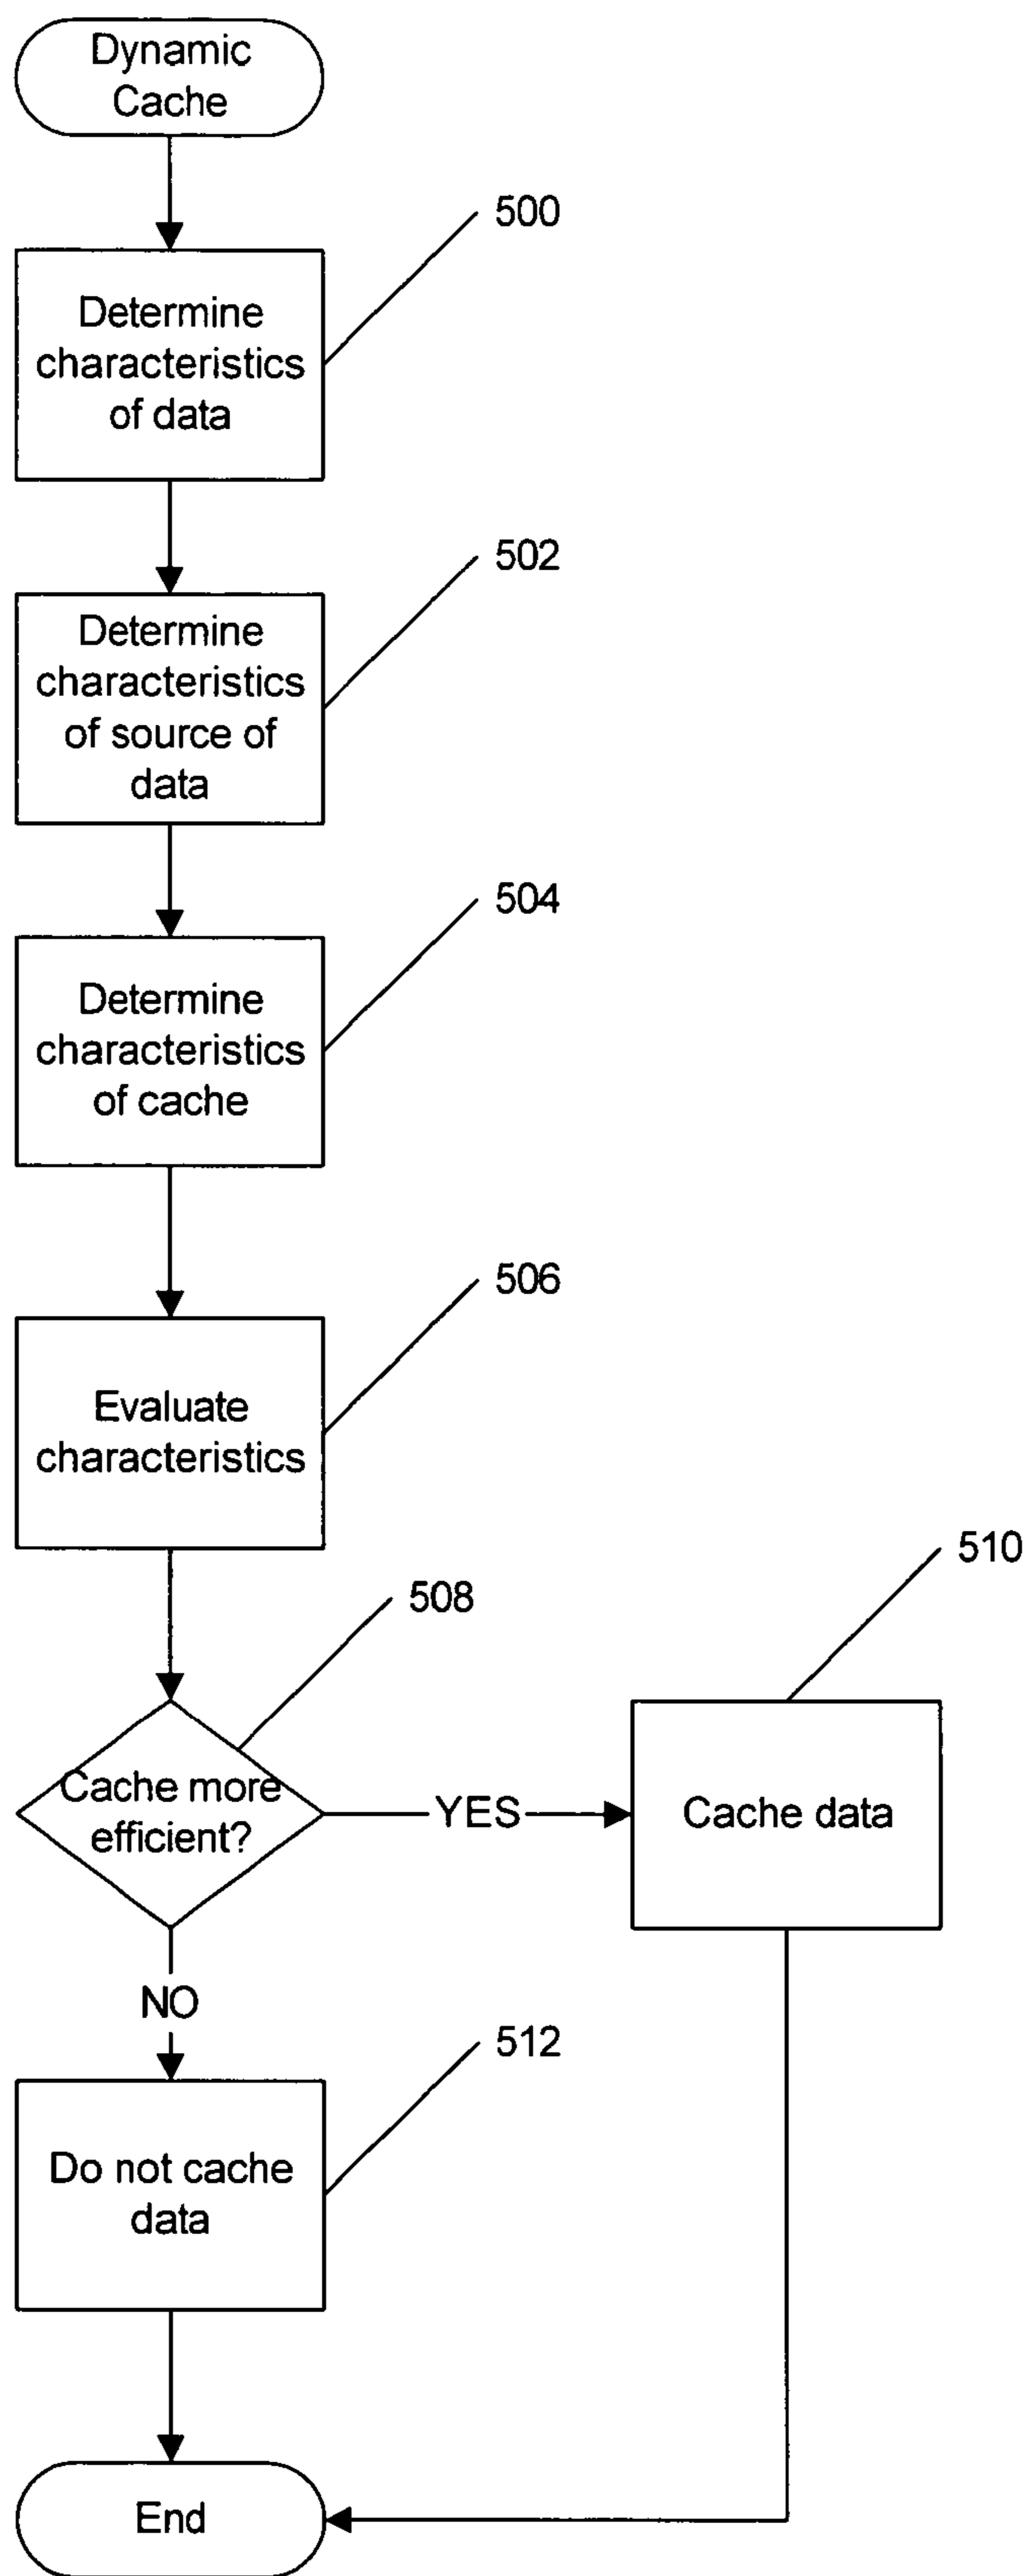 Dynamic
Cache
500
Determine
characteristics
of data
502
Determine
characteristics
of source of
data
504
Determine
characteristics
of cache
506
Evaluate
characteristics
508
510
Cache more
efficient?
YES
Cache data
NO
512
Do not cache
data
End